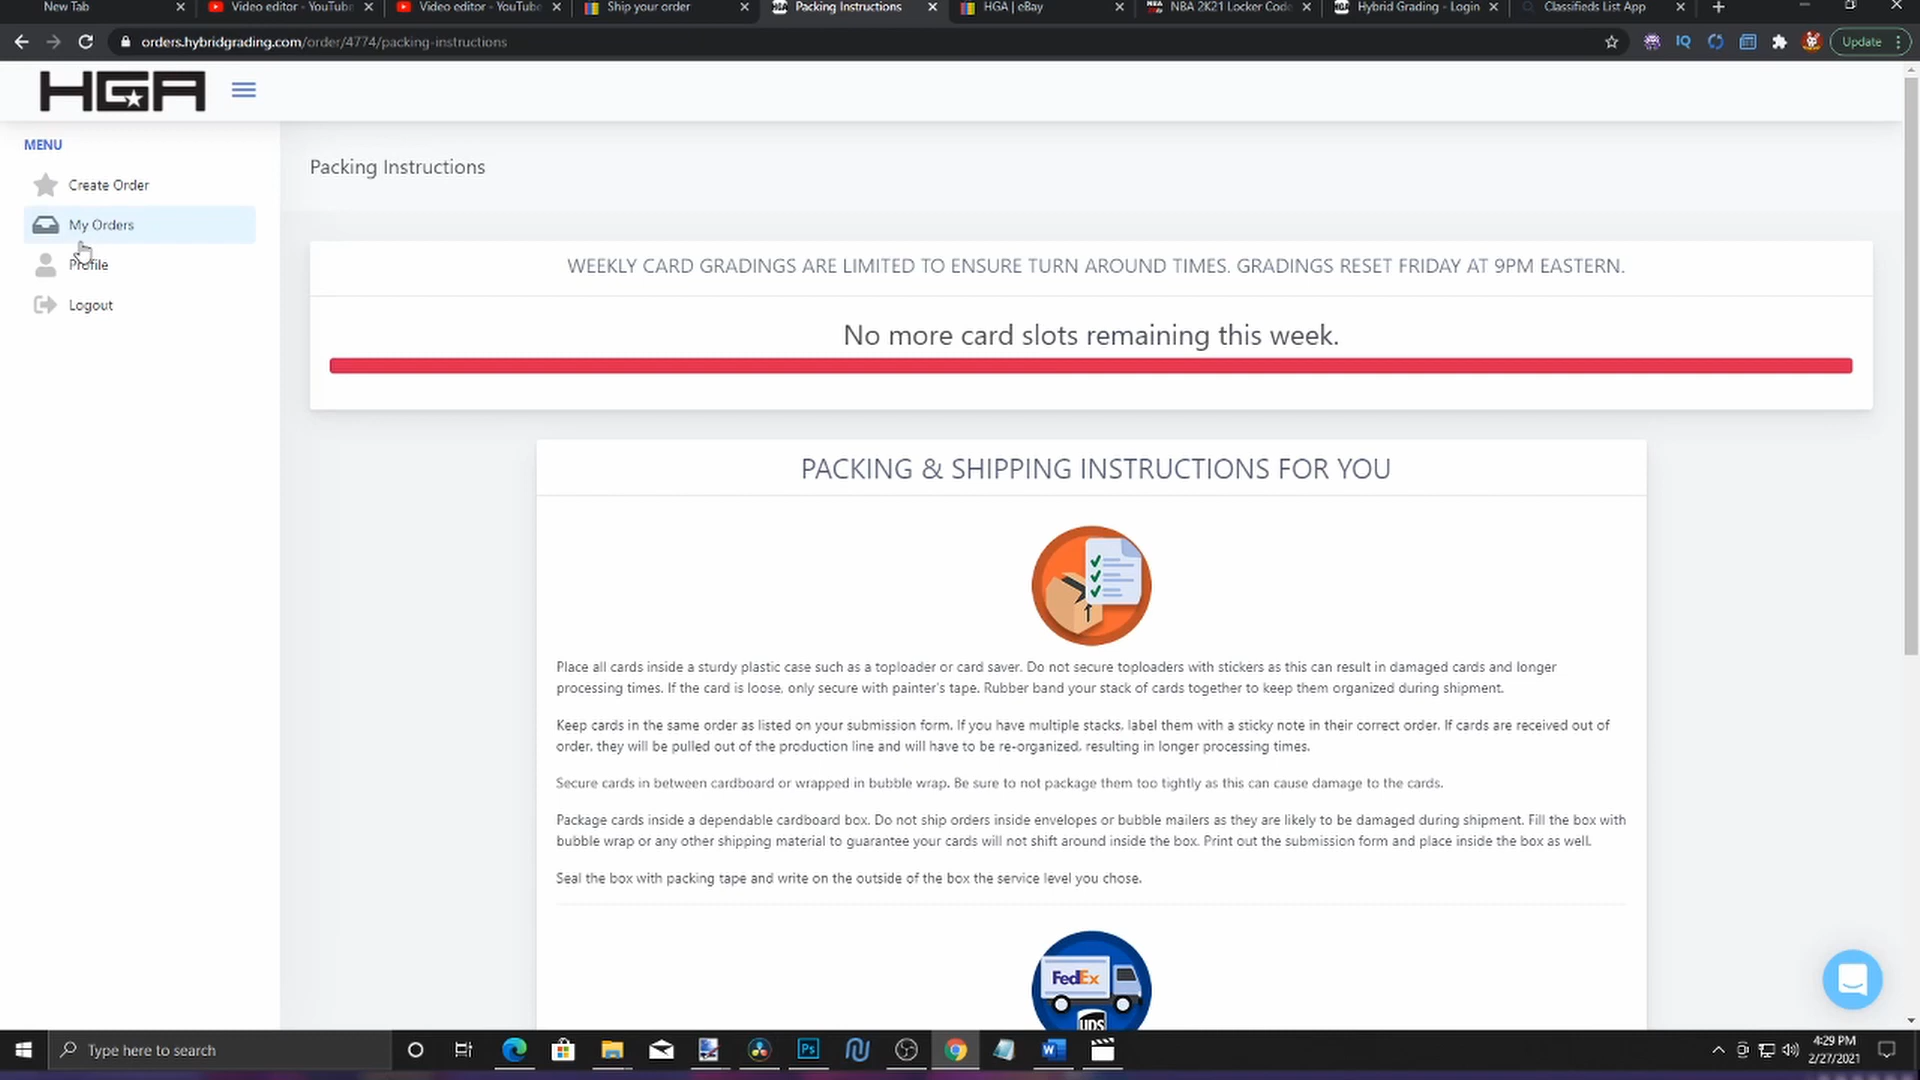 New Tab
Video editor - YouTube
Video editor - YouTube
Ship your order
Packing Instructions
HGA | eBay
NBA 2K21 Locker Code
Hybrid Grading - Login
Classifieds List App
orders.hybridgrading.com/order/4774/packing-instructions
IQ
Update
HGA
MENU
Create Order
My Orders
Profile
Logout
Packing Instructions
WEEKLY CARD GRADINGS ARE LIMITED TO ENSURE TURN AROUND TIMES. GRADINGS RESET FRIDAY AT 9PM EASTERN.
No more card slots remaining this week.
PACKING & SHIPPING INSTRUCTIONS FOR YOU
Place all cards inside a sturdy plastic case such as a toploader or card saver. Do not secure toploaders with stickers as this can result in damaged cards and longer
processing times. If the card is loose, only secure with painter's tape. Rubber band your stack of cards together to keep them organized during shipment.
Keep cards in the same order as listed on your submission form. If you have multiple stacks, label them with a sticky note in their correct order. If cards are received out of
order, they will be pulled out of the production line and will have to be re-organized, resulting in longer processing times.
Secure cards in between cardboard or wrapped in bubble wrap. Be sure to not package them too tightly as this can cause damage to the cards.
Package cards inside a dependable cardboard box. Do not ship orders inside envelopes or bubble mailers as they are likely to be damaged during shipment. Fill the box with
bubble wrap or any other shipping material to guarantee your cards will not shift around inside the box. Print out the submission form and place inside the box as well.
Seal the box with packing tape and write on the outside of the box the service level you chose.
FedEx
UPS
Type here to search
Ps
W
4:29 PM
2/27/2021